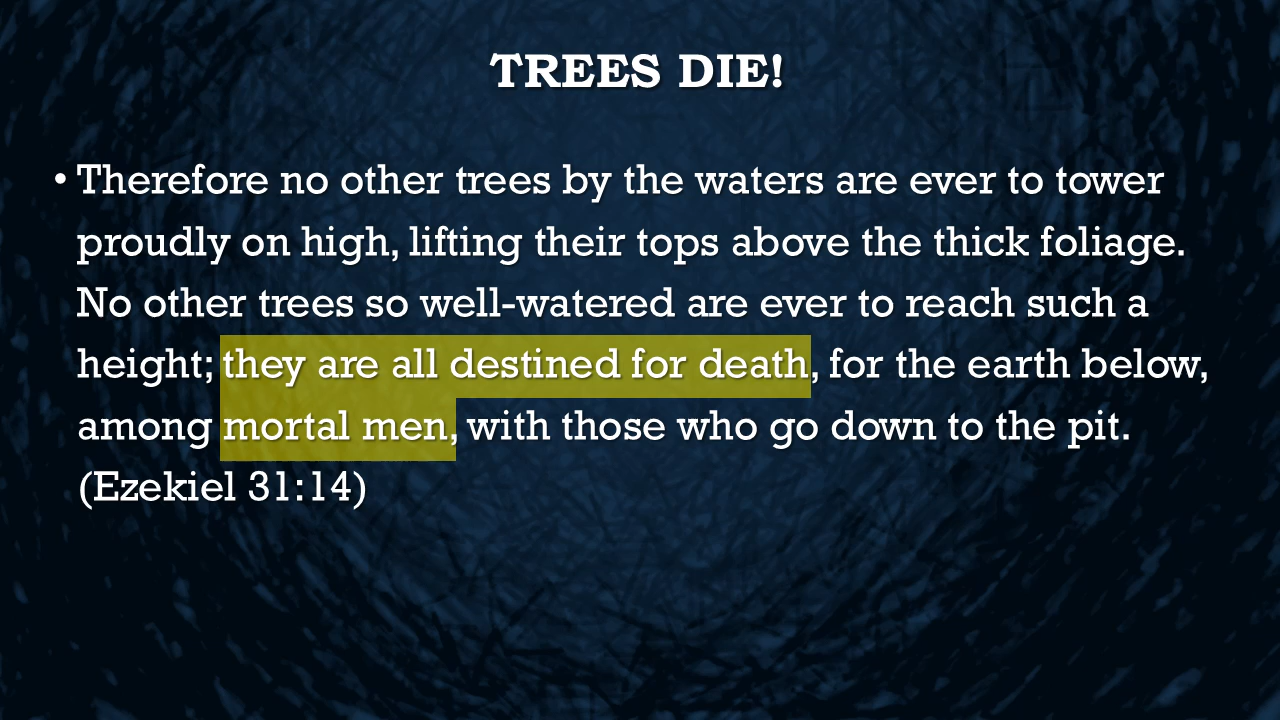 TREES DIE!
• Therefore no other trees by the waters are ever to tower
proudly on high, lifting their tops above the thick foliage.
No other trees so well-watered are ever to reach such a
height; they are all destined for death, for the earth below,
among mortal men, with those who go down to the pit.
(Ezekiel 31:14)